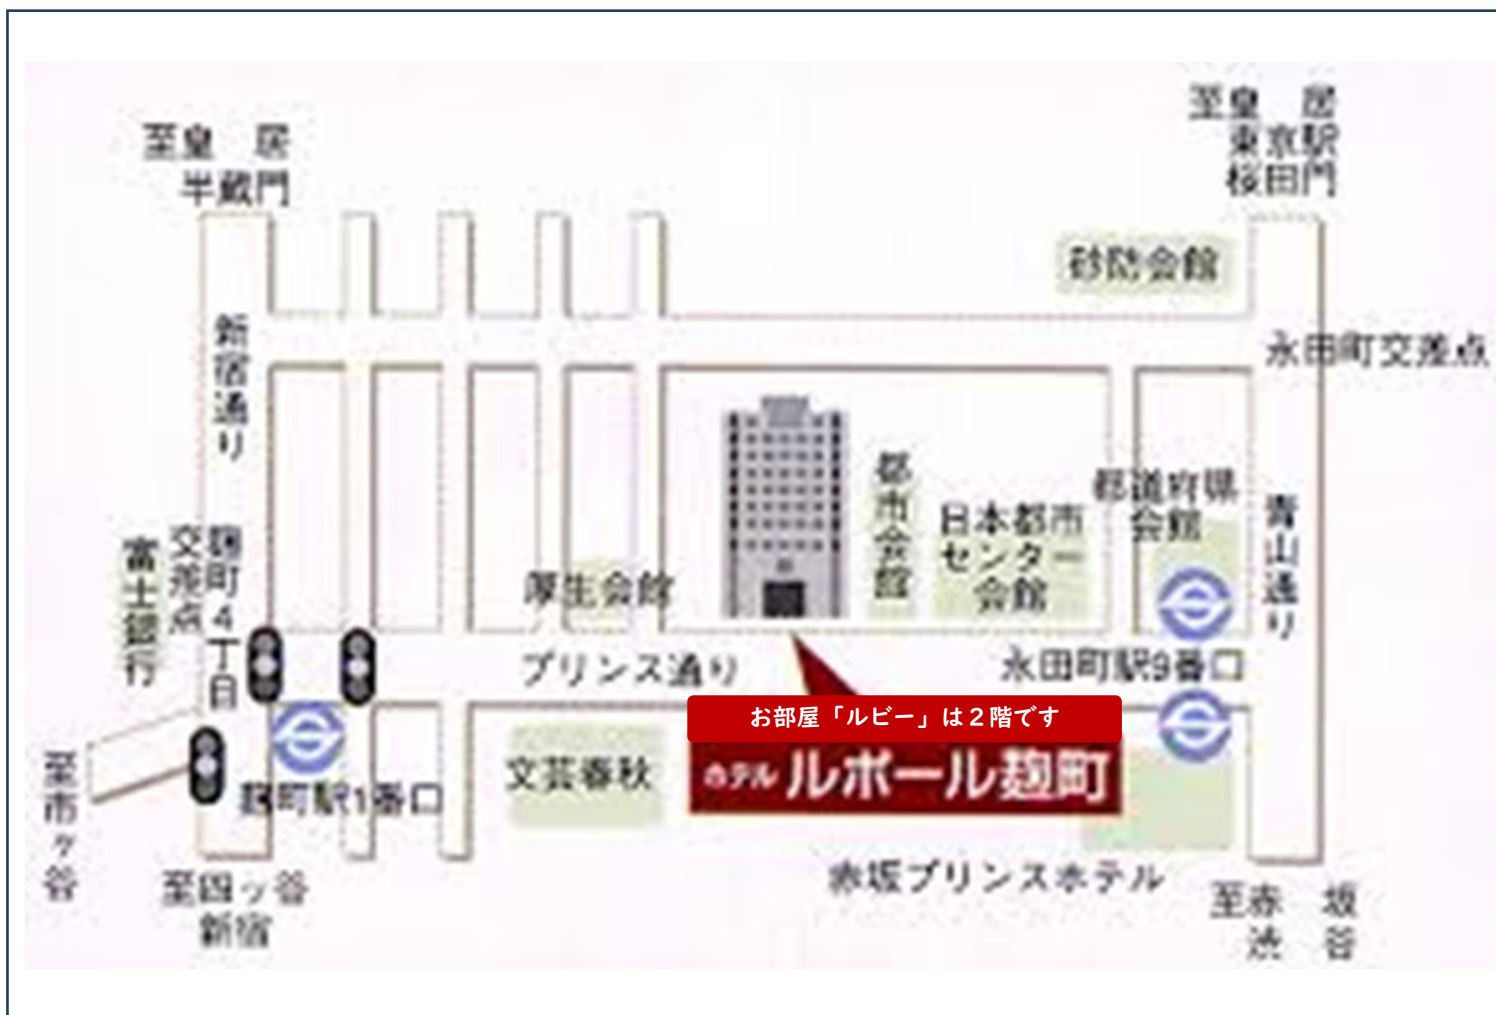 至皇　居
半蔵門
至皇　居
東京駅
桜田門
砂防会館
新宿通り
永田町交差点
都市会館
日本都市
センター
会館
都道府県
会館
青山通り
富士銀行
麹町4丁目
交差点
厚生会館
プリンス通り
永田町駅9番口
お部屋「ルビー」は２階です
ホテル ルポール麹町
文芸春秋
麹町駅1番口
至市ヶ谷
至四ッ谷
新宿
赤坂プリンスホテル
至赤　坂
渋　谷